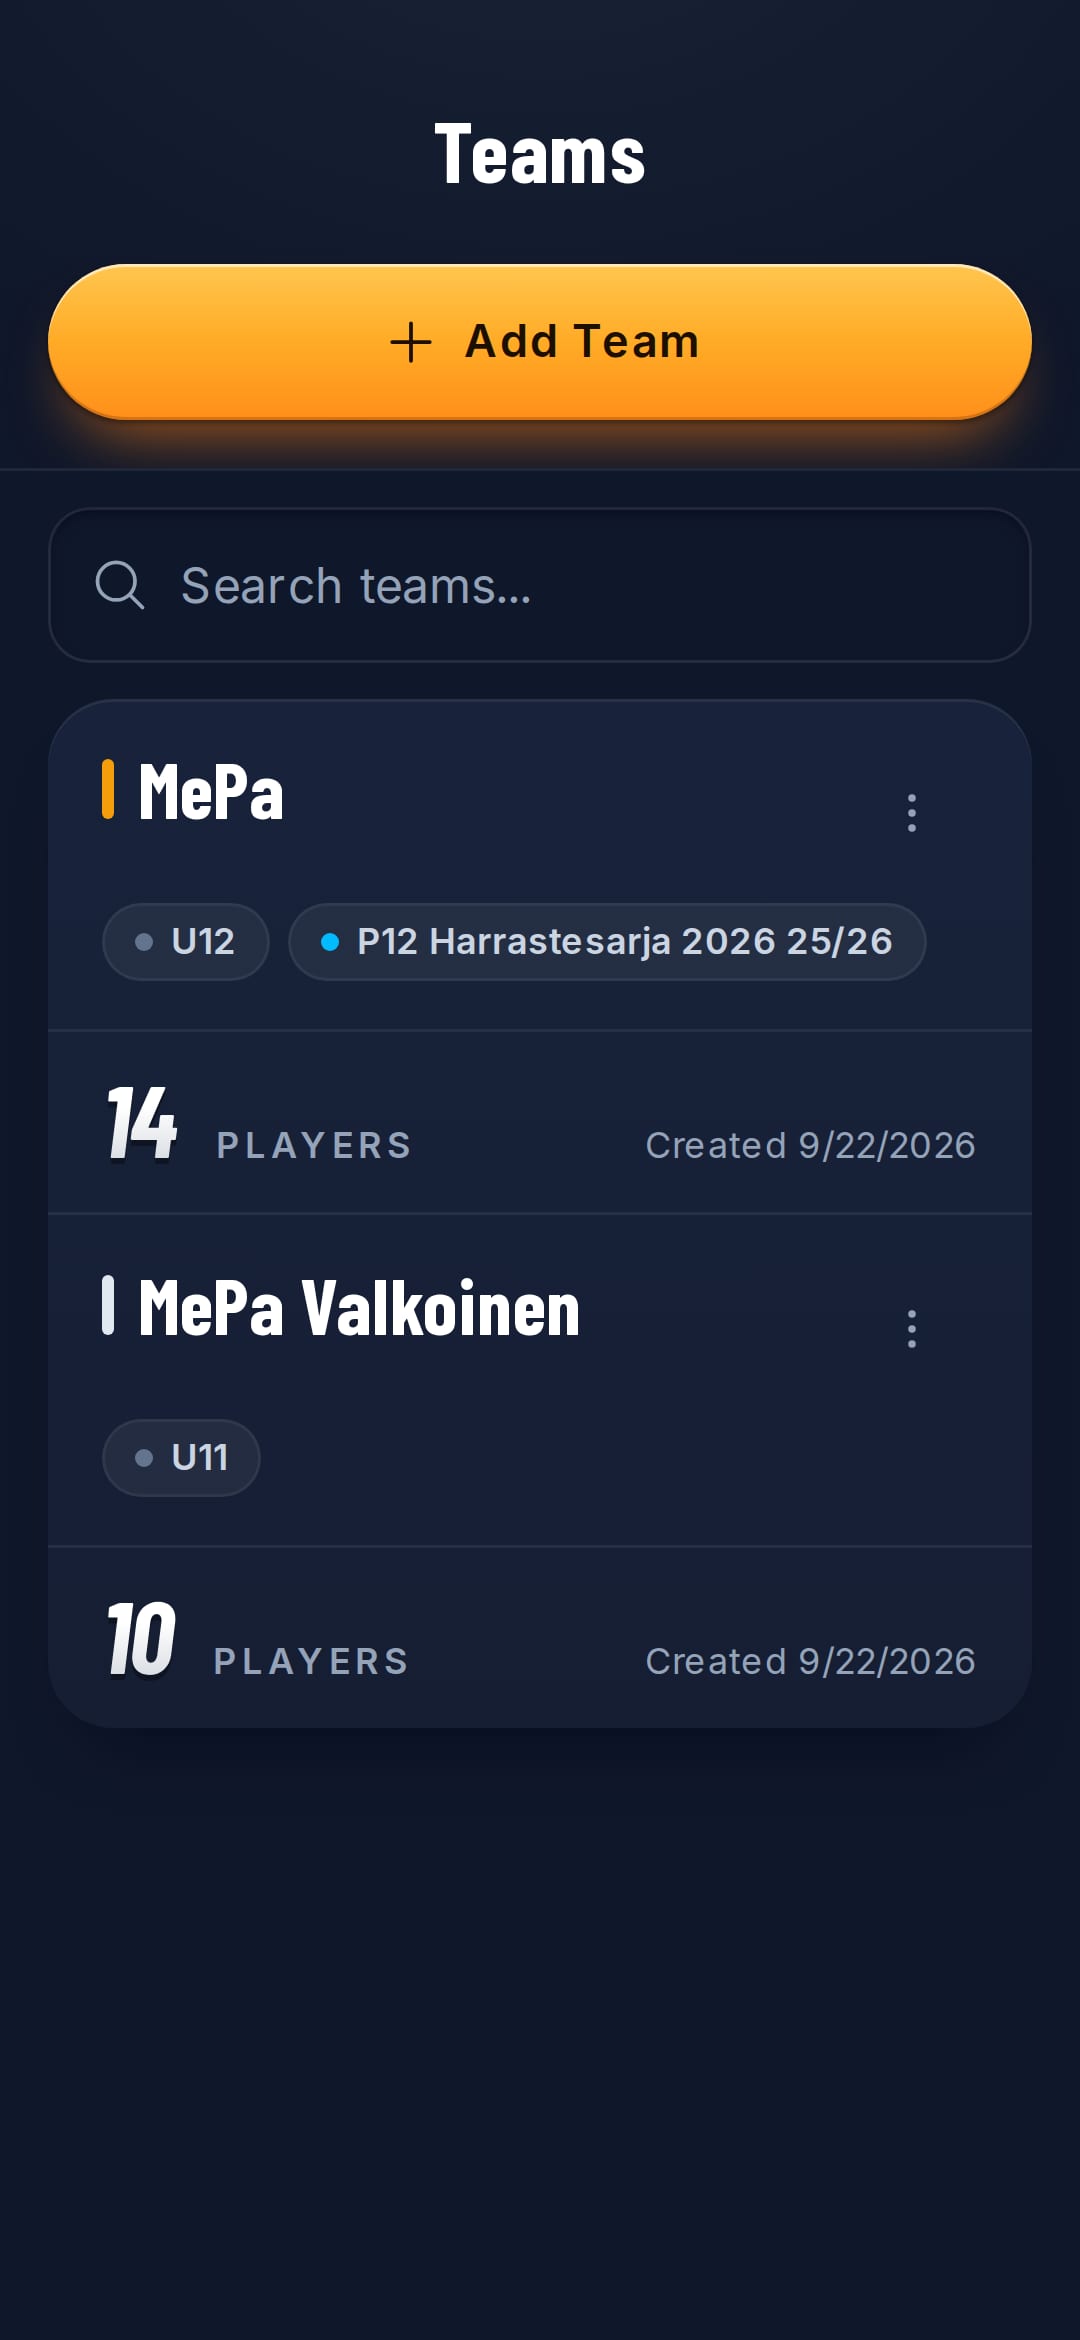 Teams
Add Team
Search teams...
MePa
U12 P12 Harrastesarja 2026 25/26
14 PLAYERS Created 9/22/2026
MePa Valkoinen
U11
10 PLAYERS Created 9/22/2026